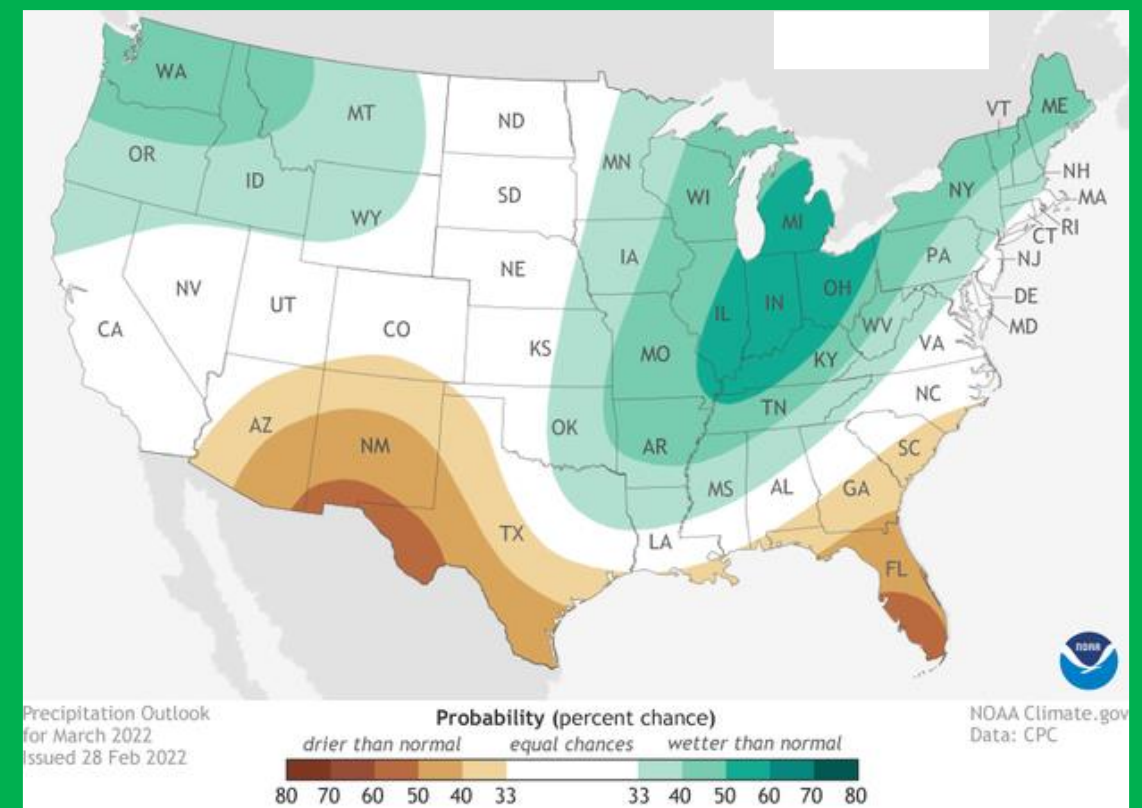 WA
MT
ND
MN
VT
ME
OR
ID
WY
SD
WI
MI
NY
NH
MA
RI
CT
NE
IA
PA
NJ
NV
UT
CO
KS
MO
IL
IN
OH
WV
DE
MD
CA
KY
VA
AZ
NM
OK
AR
TN
NC
MS
AL
GA
SC
TX
LA
FL
NOAA
Precipitation Outlook
for March 2022
Issued 28 Feb 2022
Probability (percent chance)
drier than normal equal chances wetter than normal
80 70 60 50 40 33 33 40 50 60 70 80
NOAA Climate.gov
Data: CPC